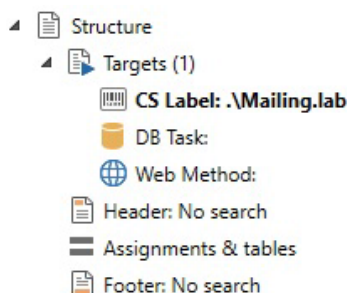 Structure
Targets (1)
CS Label: .\Mailing.lab
DB Task:
Web Method:
Header: No search
Assignments & tables
Footer: No search